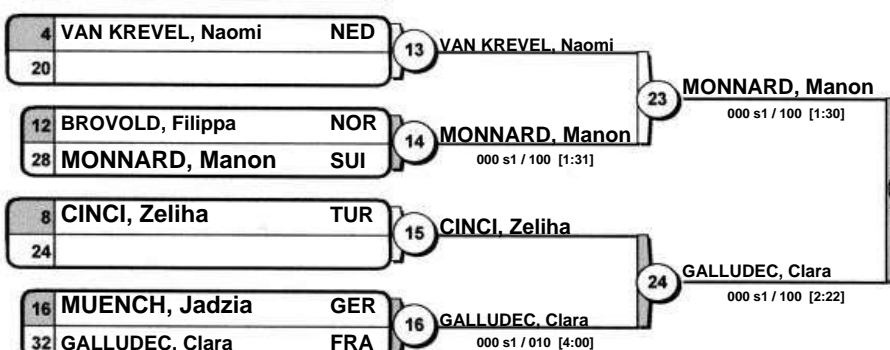 4 VAN KREVEL, Naomi NED
20
13 VAN KREVEL, Naomi
12 BROVOLD, Filippa NOR
28 MONNARD, Manon SUI
14 MONNARD, Manon
000 s1 / 100 [1:31]
23 MONNARD, Manon
000 s1 / 100 [1:30]
8 CINCI, Zeliha TUR
24
15 CINCI, Zeliha
16 MUENCH, Jadzia GER
32 GALLUDEC, Clara FRA
16 GALLUDEC, Clara
000 s1 / 010 [4:00]
24 GALLUDEC, Clara
000 s1 / 100 [2:22]